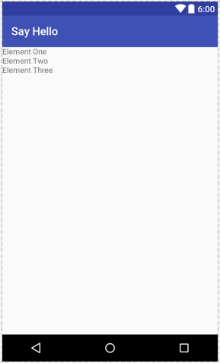 6:00
Say Hello
Element One
Element Two
Element Three